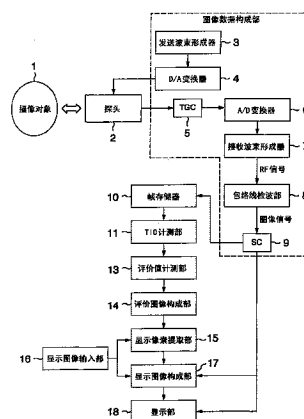 图像数据构成部
发送波束形成器
3
1
D/A变换器
4
摄像对象
探头
TGC
A/D变换器
6
2
5
接收波束形成器
7
RF信号
10
帧存储器
包络线检波部
8
图像信号
11
TIC计测部
SC
9
13
评价值计测部
14
评价图像构成部
显示像素提取部
15
16
显示图像输入部
17
显示图像构成部
18
显示部